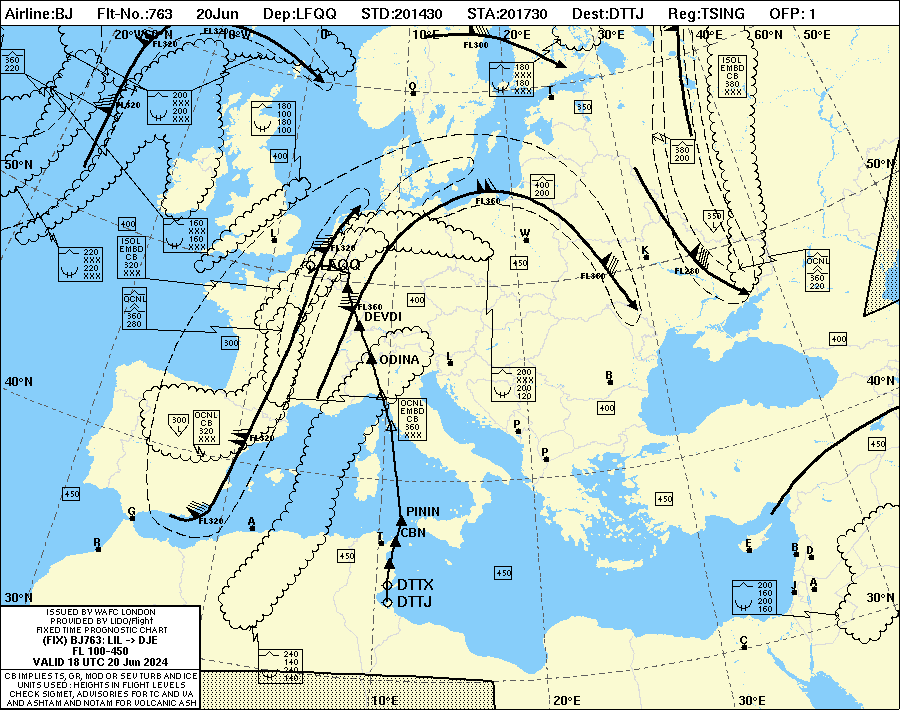 Airline:BJ Flt-No.:763 20Jun Dep:LFQQ STD:201430 STA:201730 Dest:DTTJ Reg:TSING OFP: 1
20°W 10°W 0° 10°E 20°E 30°E 40°E 60°N 50°E
FL320
FL320
FL300
360
220
ISOL
EMBD
CB
380
XXX
180
XXX
180
XXX
O
T
200
XXX
200
XXX
FL320
180
100
180
100
350
400
380
200
50°N
50°N
400
200
FL360
350
400
160
XXX
160
XXX
L
W
K
220
XXX
220
XXX
ISOL
EMBD
CB
320
XXX
FL320
LFQQ
450
FL360
FL280
OCNL
360
220
OCNL
360
280
FL360
DEVDI
400
300
400
ODINA
L
40°N
40°N
200
XXX
200
120
B
400
300
OCNL
CB
320
XXX
OCNL
EMBD
CB
360
XXX
P
FL320
450
P
450
450
G
FL320
A
PININ
CBN
T
R
450
450
E
B
D
DTTX
DTTJ
J
A
200
160
200
160
30°N
30°N
C
240
140
240
140
10°E 20°E 30°E
ISSUED BY WAFC LONDON
PROVIDED BY LIDO/Flight
FIXED TIME PROGNOSTIC CHART
(FIX) BJ763: LIL -> DJE
FL 100-450
VALID 18 UTC 20 Jun 2024
CB IMPLIES TS, GR, MOD OR SEV TURB AND ICE
UNITS USED : HEIGHTS IN FLIGHT LEVELS
CHECK SIGMET, ADVISORIES FOR TC AND VA
AND ASHTAM AND NOTAM FOR VOLCANIC ASH